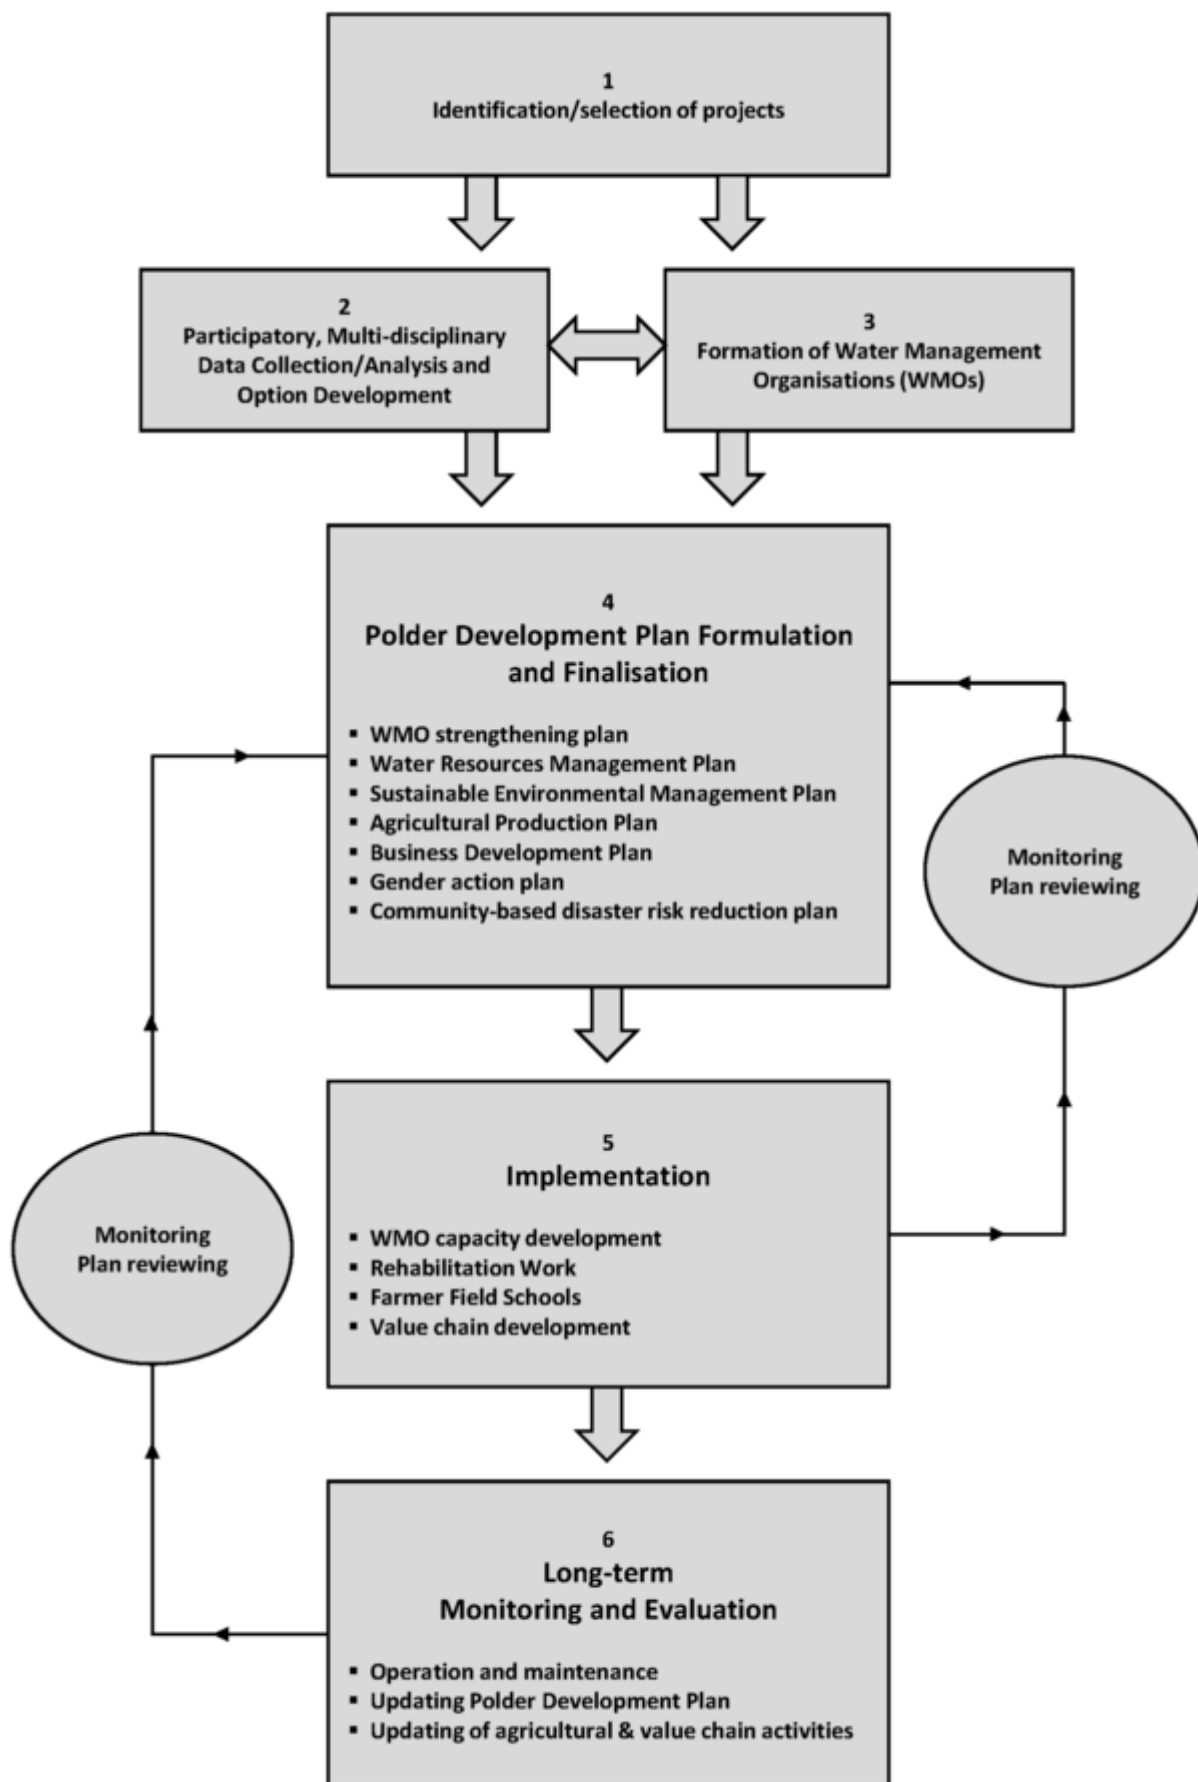 1
Identification/selection of projects
2
Participatory, Multi-disciplinary
Data Collection/Analysis and
Option Development
3
Formation of Water Management
Organisations (WMOs)
4
Polder Development Plan Formulation
and Finalisation
▪ WMO strengthening plan
▪ Water Resources Management Plan
▪ Sustainable Environmental Management Plan
▪ Agricultural Production Plan
▪ Business Development Plan
▪ Gender action plan
▪ Community-based disaster risk reduction plan
Monitoring
Plan reviewing
5
Implementation
▪ WMO capacity development
▪ Rehabilitation Work
▪ Farmer Field Schools
▪ Value chain development
Monitoring
Plan reviewing
6
Long-term
Monitoring and Evaluation
▪ Operation and maintenance
▪ Updating Polder Development Plan
▪ Updating of agricultural & value chain activities